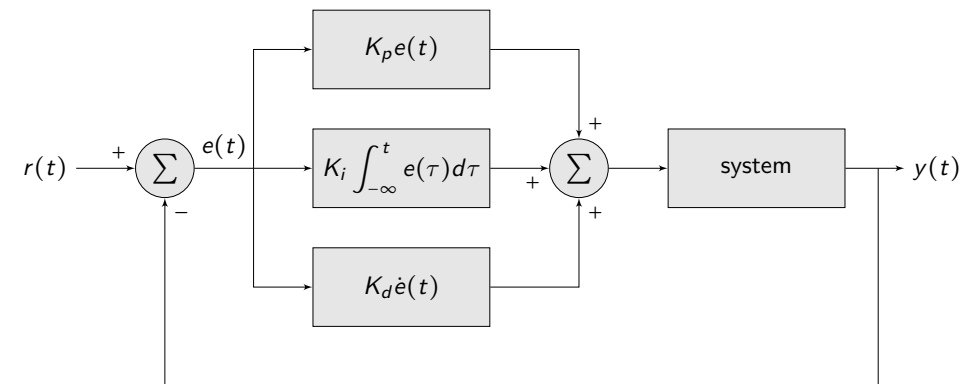 K_p e(t)
r(t)
+
∑
−
e(t)
K_i ∫_{-∞}^{t} e(τ)dτ
+
+
∑
+
system
y(t)
K_d ė(t)